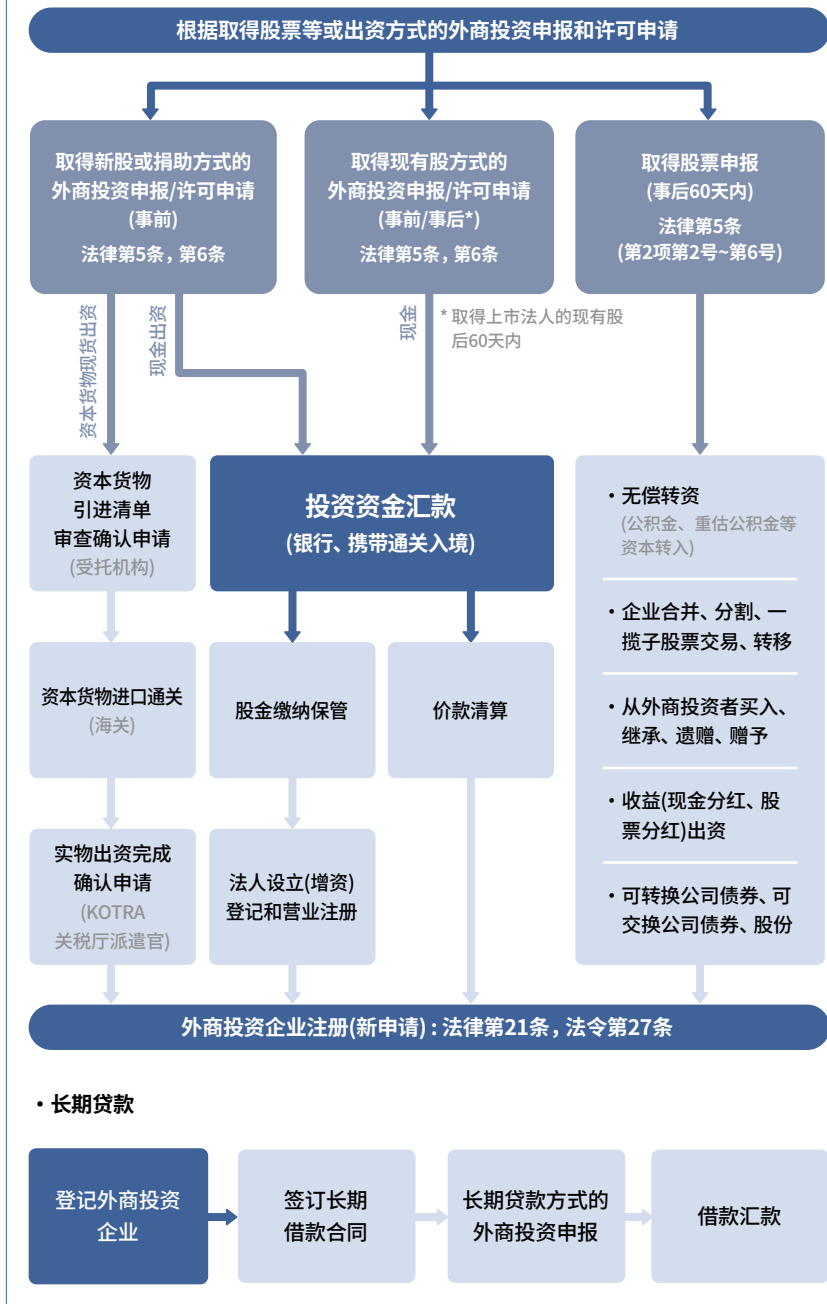 根据取得股票等或出资方式的外商投资申报和许可申请
取得新股或捐助方式的
外商投资申报/许可申请
(事前)
法律第5条，第6条
取得现有股方式的
外商投资申报/许可申请
(事前/事后*)
法律第5条，第6条
取得股票申报
(事后60天内)
法律第5条
(第2项第2号~第6号)
资本货物现货出资
现金出资
现金
* 取得上市法人的现有股
后60天内
资本货物
引进清单
审查确认申请
(受托机构)
投资资金汇款
(银行、携带通关入境)
资本货物进口通关
(海关)
股金缴纳保管
价款清算
实物出资完成
确认申请
(KOTRA
关税厅派遣官)
法人设立(增资)
登记和营业注册
・无偿转资
(公积金、重估公积金等
资本转入)
・企业合并、分割、一
揽子股票交易、转移
・从外商投资者买入、
继承、遗赠、赠予
・收益(现金分红、股
票分红)出资
・可转换公司债券、可
交换公司债券、股份
外商投资企业注册(新申请) : 法律第21条，法令第27条
・长期贷款
登记外商投资
企业
签订长期
借款合同
长期贷款方式的
外商投资申报
借款汇款